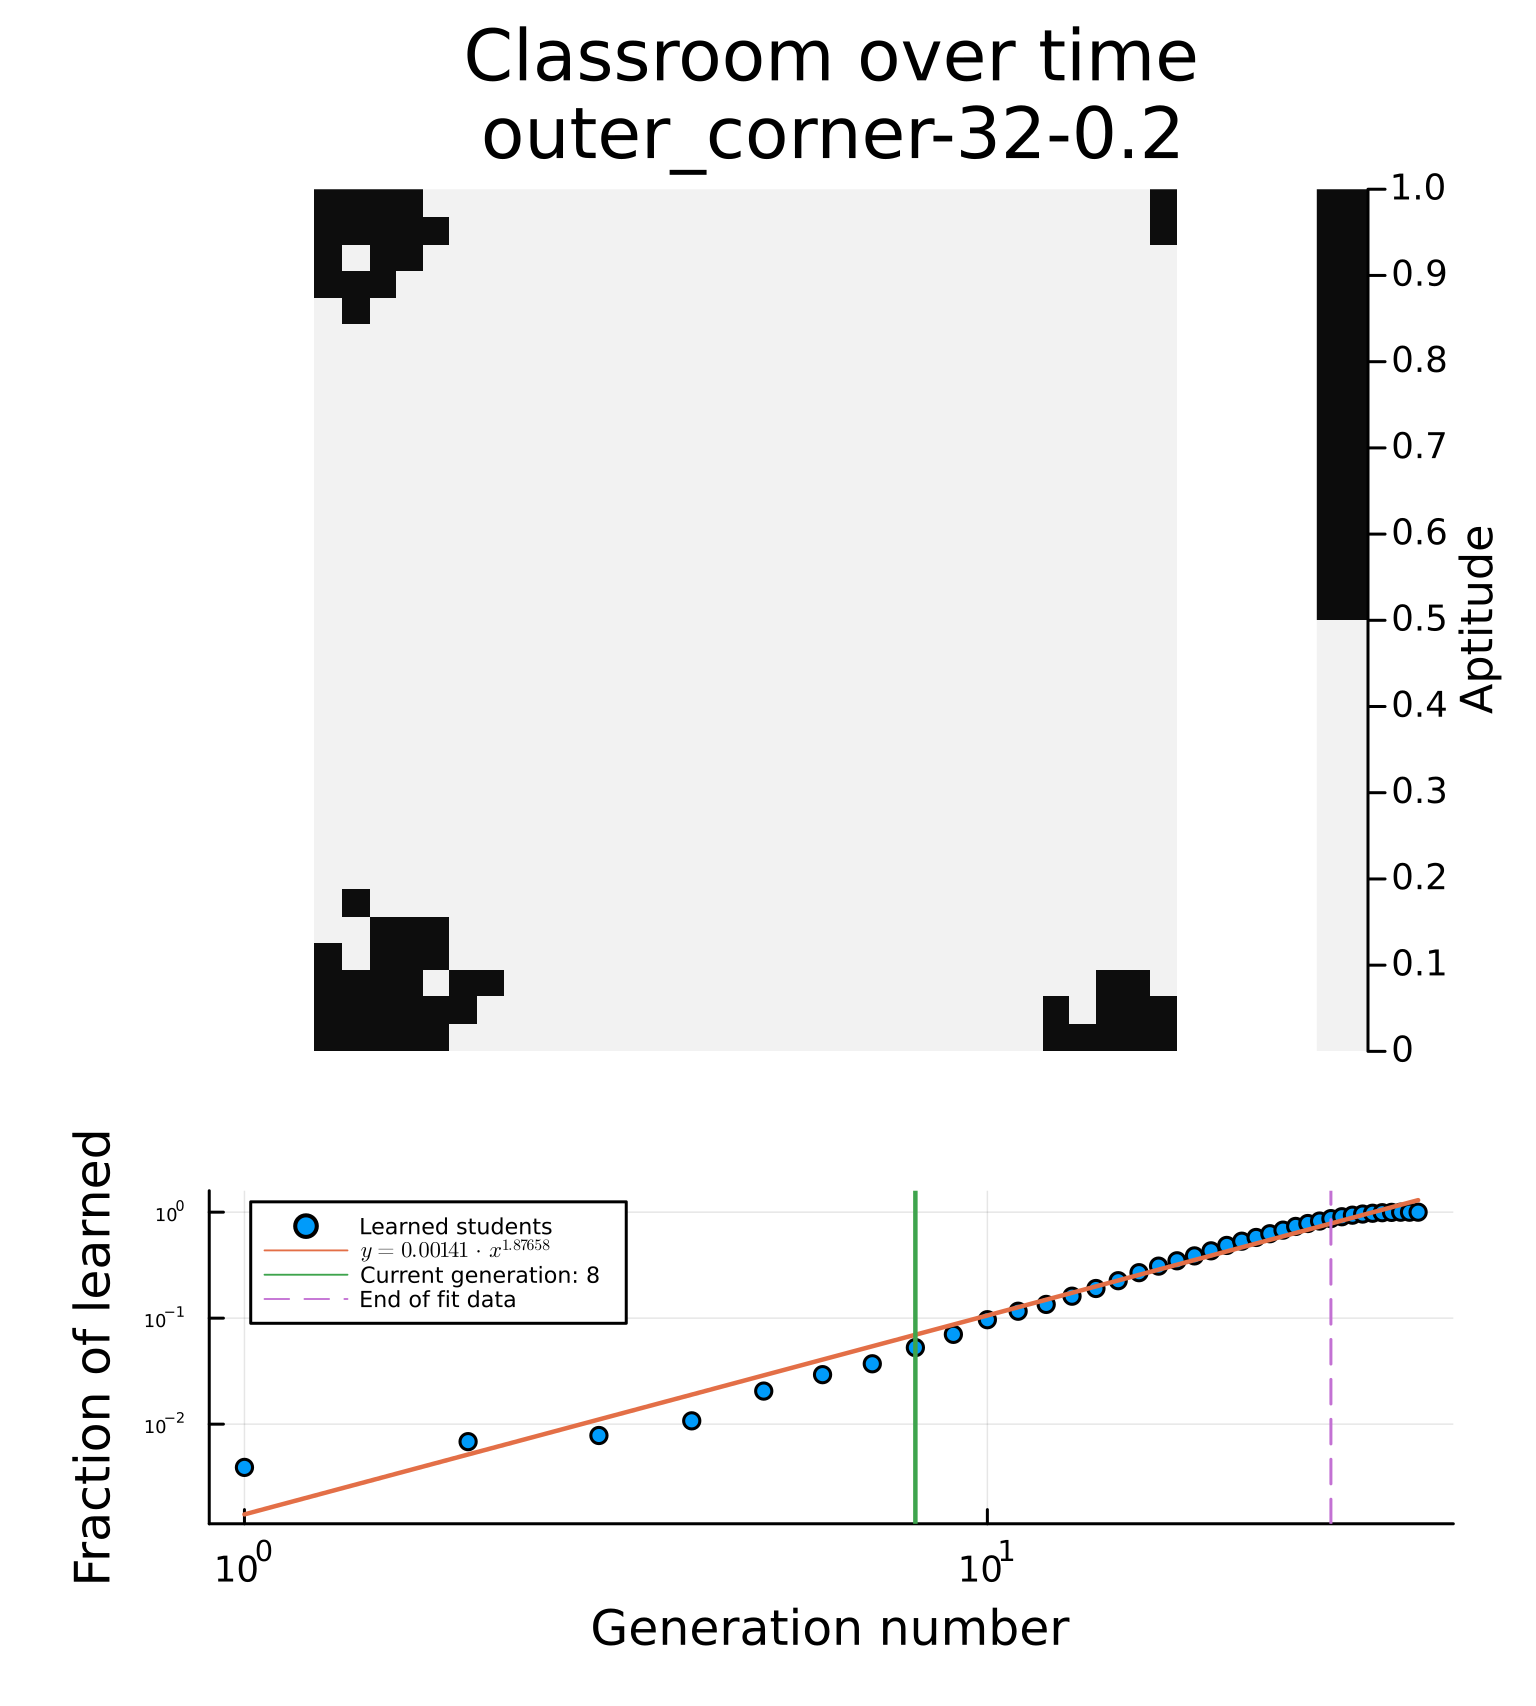 Classroom over time
outer_corner-32-0.2
1.0
0.9
0.8
0.7
0.6
0.5
0.4
0.3
0.2
0.1
0
Aptitude
Fraction of learned
10⁰
10⁻¹
10⁻²
Learned students
y = 0.00141 · x^1.87658
Current generation: 8
End of fit data
10⁰
10¹
Generation number